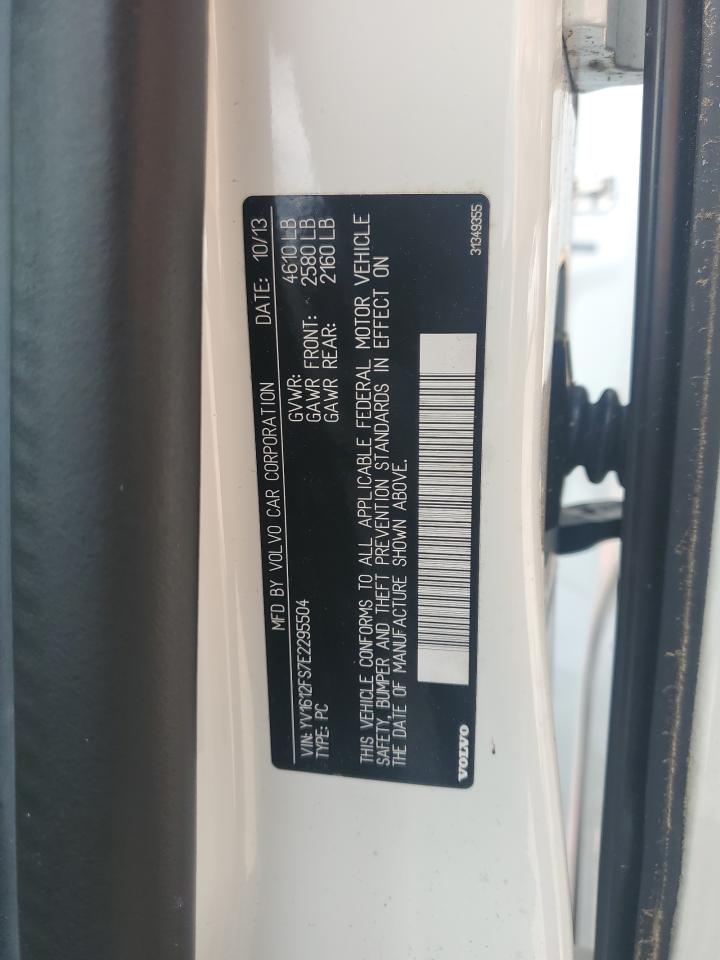 MFD BY VOLVO CAR CORPORATION DATE: 10/13
VIN: YV1612FS7E2295504 GVWR: 4610 LB
TYPE: PC GAWR FRONT: 2580 LB
GAWR REAR: 2160 LB
THIS VEHICLE CONFORMS TO ALL APPLICABLE FEDERAL MOTOR VEHICLE
SAFETY, BUMPER AND THEFT PREVENTION STANDARDS IN EFFECT ON
THE DATE OF MANUFACTURE SHOWN ABOVE.
VOLVO 31349355